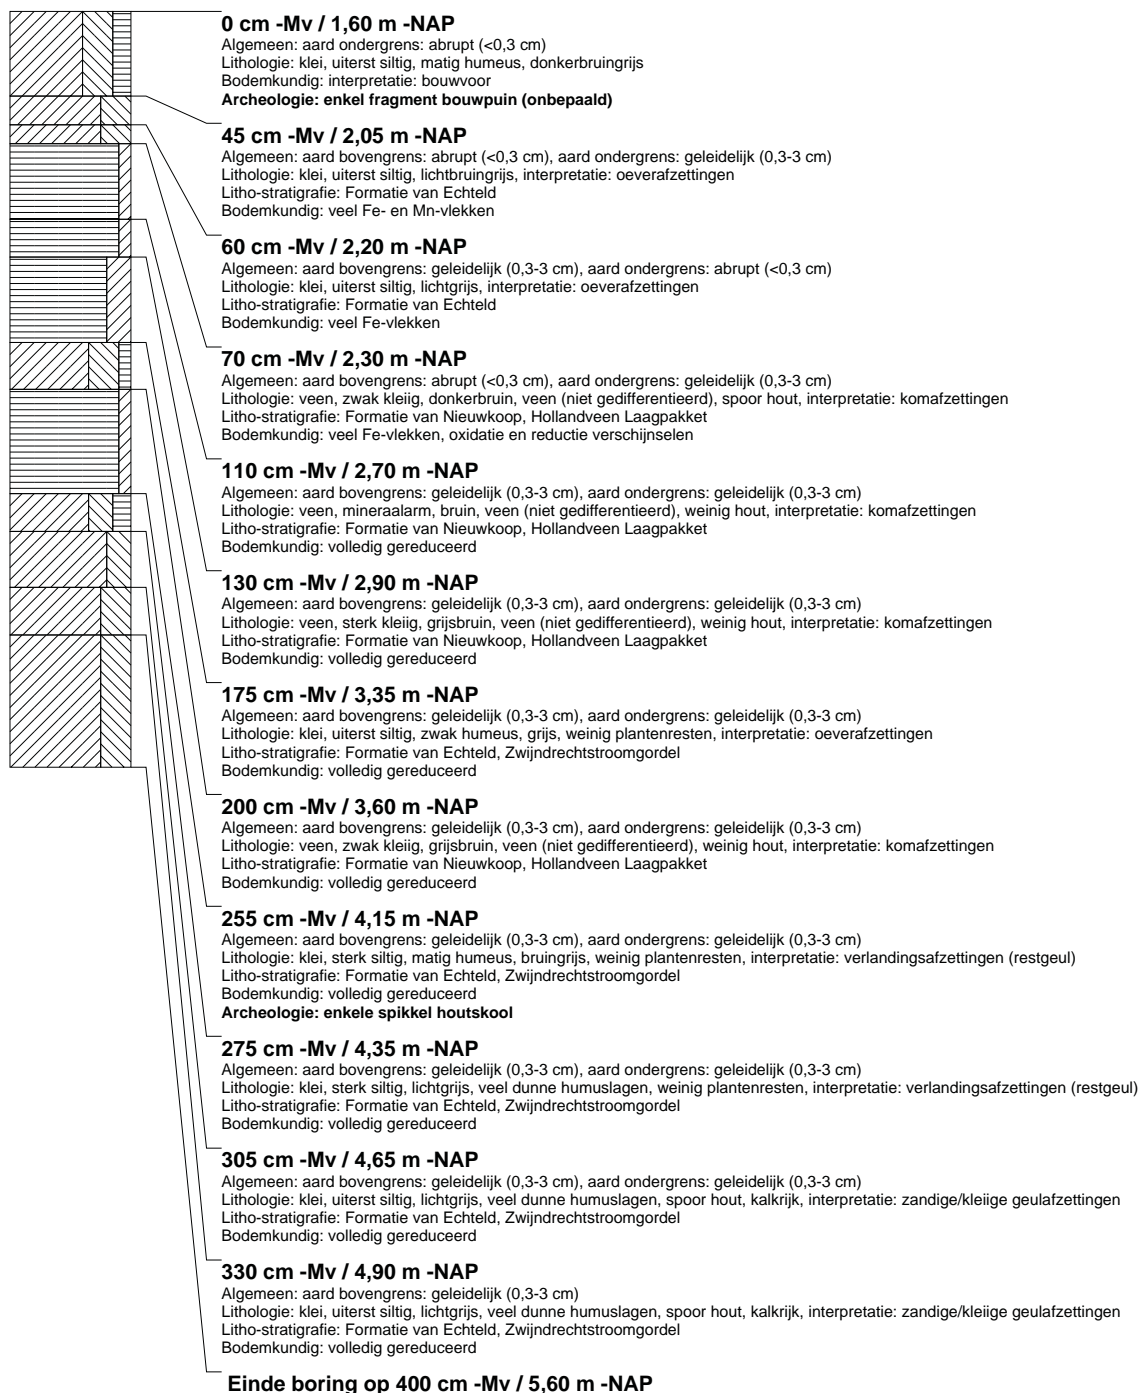 0 cm -Mv / 1,60 m -NAP
Algemeen: aard ondergrens: abrupt (<0,3 cm)
Lithologie: klei, uiterst siltig, matig humeus, donkerbruingrijs
Bodemkundig: interpretatie: bouwvoor
Archeologie: enkel fragment bouwpuin (onbepaald)
45 cm -Mv / 2,05 m -NAP
Algemeen: aard bovengrens: abrupt (<0,3 cm), aard ondergrens: geleidelijk (0,3-3 cm)
Lithologie: klei, uiterst siltig, lichtbruingrijs, interpretatie: oeverafzettingen
Litho-stratigrafie: Formatie van Echteld
Bodemkundig: veel Fe- en Mn-vlekken
60 cm -Mv / 2,20 m -NAP
Algemeen: aard bovengrens: geleidelijk (0,3-3 cm), aard ondergrens: abrupt (<0,3 cm)
Lithologie: klei, uiterst siltig, lichtgrijs, interpretatie: oeverafzettingen
Litho-stratigrafie: Formatie van Echteld
Bodemkundig: veel Fe-vlekken
70 cm -Mv / 2,30 m -NAP
Algemeen: aard bovengrens: abrupt (<0,3 cm), aard ondergrens: geleidelijk (0,3-3 cm)
Lithologie: veen, zwak kleiig, donkerbruin, veen (niet gedifferentieerd), spoor hout, interpretatie: komafzettingen
Litho-stratigrafie: Formatie van Nieuwkoop, Hollandveen Laagpakket
Bodemkundig: veel Fe-vlekken, oxidatie en reductie verschijnselen
110 cm -Mv / 2,70 m -NAP
Algemeen: aard bovengrens: geleidelijk (0,3-3 cm), aard ondergrens: geleidelijk (0,3-3 cm)
Lithologie: veen, mineraalarm, bruin, veen (niet gedifferentieerd), weinig hout, interpretatie: komafzettingen
Litho-stratigrafie: Formatie van Nieuwkoop, Hollandveen Laagpakket
Bodemkundig: volledig gereduceerd
130 cm -Mv / 2,90 m -NAP
Algemeen: aard bovengrens: geleidelijk (0,3-3 cm), aard ondergrens: geleidelijk (0,3-3 cm)
Lithologie: veen, sterk kleiig, grijsbruin, veen (niet gedifferentieerd), weinig hout, interpretatie: komafzettingen
Litho-stratigrafie: Formatie van Nieuwkoop, Hollandveen Laagpakket
Bodemkundig: volledig gereduceerd
175 cm -Mv / 3,35 m -NAP
Algemeen: aard bovengrens: geleidelijk (0,3-3 cm), aard ondergrens: geleidelijk (0,3-3 cm)
Lithologie: klei, uiterst siltig, zwak humeus, grijs, weinig plantenresten, interpretatie: oeverafzettingen
Litho-stratigrafie: Formatie van Echteld, Zwijndrechtstroomgordel
Bodemkundig: volledig gereduceerd
200 cm -Mv / 3,60 m -NAP
Algemeen: aard bovengrens: geleidelijk (0,3-3 cm), aard ondergrens: geleidelijk (0,3-3 cm)
Lithologie: veen, zwak kleiig, grijsbruin, veen (niet gedifferentieerd), weinig hout, interpretatie: komafzettingen
Litho-stratigrafie: Formatie van Nieuwkoop, Hollandveen Laagpakket
Bodemkundig: volledig gereduceerd
255 cm -Mv / 4,15 m -NAP
Algemeen: aard bovengrens: geleidelijk (0,3-3 cm), aard ondergrens: geleidelijk (0,3-3 cm)
Lithologie: klei, sterk siltig, matig humeus, bruingrijs, weinig plantenresten, interpretatie: verlandingsafzettingen (restgeul)
Litho-stratigrafie: Formatie van Echteld, Zwijndrechtstroomgordel
Bodemkundig: volledig gereduceerd
Archeologie: enkele spikkel houtskool
275 cm -Mv / 4,35 m -NAP
Algemeen: aard bovengrens: geleidelijk (0,3-3 cm), aard ondergrens: geleidelijk (0,3-3 cm)
Lithologie: klei, sterk siltig, lichtgrijs, veel dunne humuslagen, weinig plantenresten, interpretatie: verlandingsafzettingen (restgeul)
Litho-stratigrafie: Formatie van Echteld, Zwijndrechtstroomgordel
Bodemkundig: volledig gereduceerd
305 cm -Mv / 4,65 m -NAP
Algemeen: aard bovengrens: geleidelijk (0,3-3 cm), aard ondergrens: geleidelijk (0,3-3 cm)
Lithologie: klei, uiterst siltig, lichtgrijs, veel dunne humuslagen, spoor hout, kalkrijk, interpretatie: zandige/kleiige geulafzettingen
Litho-stratigrafie: Formatie van Echteld, Zwijndrechtstroomgordel
Bodemkundig: volledig gereduceerd
330 cm -Mv / 4,90 m -NAP
Algemeen: aard bovengrens: geleidelijk (0,3-3 cm)
Lithologie: klei, uiterst siltig, lichtgrijs, veel dunne humuslagen, spoor hout, kalkrijk, interpretatie: zandige/kleiige geulafzettingen
Litho-stratigrafie: Formatie van Echteld, Zwijndrechtstroomgordel
Bodemkundig: volledig gereduceerd
Einde boring op 400 cm -Mv / 5,60 m -NAP